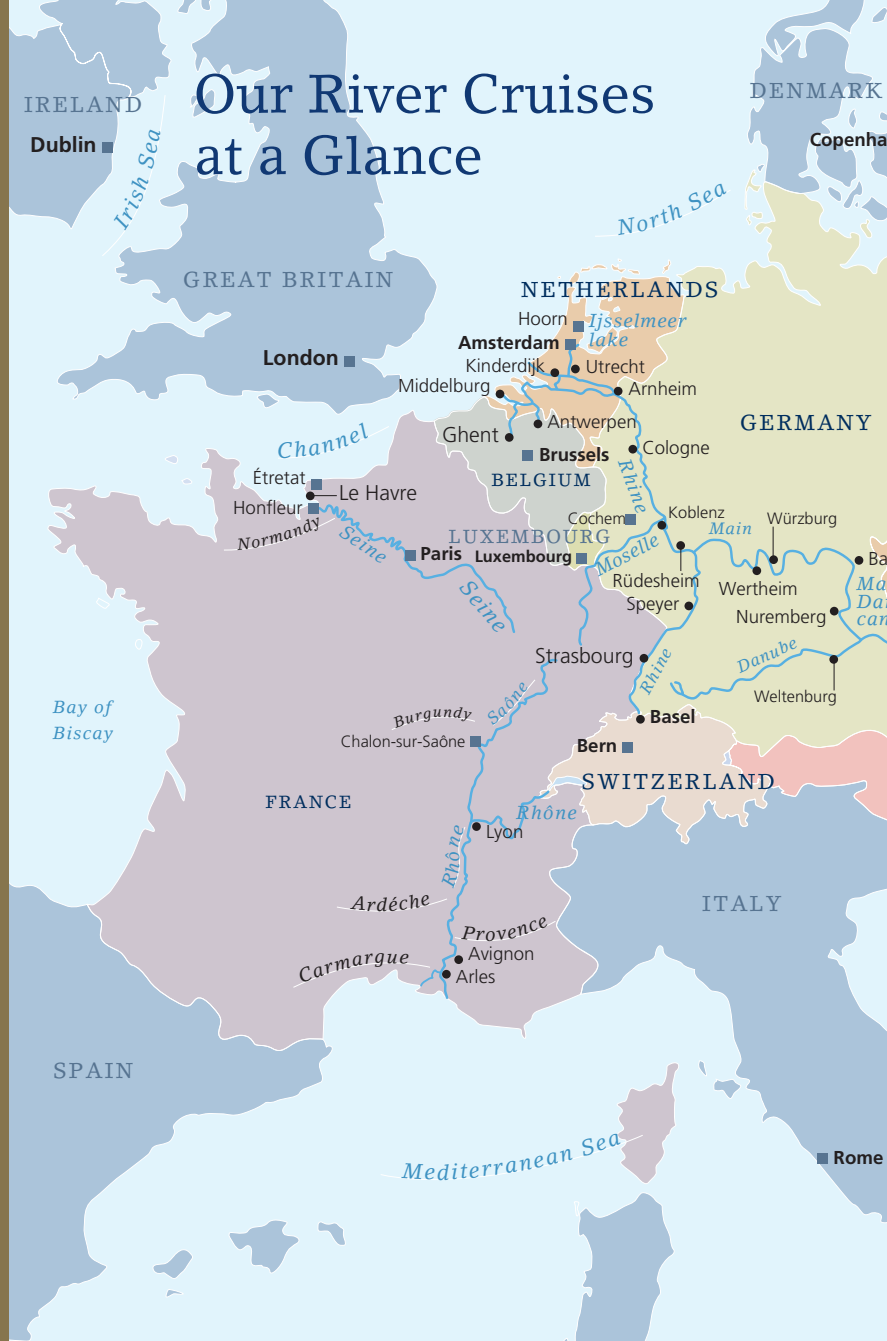 Our River Cruises
at a Glance
IRELAND
DENMARK
Dublin
Copenha
Irish Sea
North Sea
GREAT BRITAIN
NETHERLANDS
Hoorn
Ijsselmeer
lake
Amsterdam
London
Kinderdijk
Utrecht
Middelburg
Arnheim
Antwerpen
GERMANY
Ghent
Channel
Cologne
Brussels
BELGIUM
Rhine
Étretat
Le Havre
Honfleur
Normandy
Seine
Cochem
Koblenz
Würzburg
Main
LUXEMBOURG
Paris
Luxembourg
Moselle
Ba
Rüdesheim
Wertheim
Ma
Dan
can
Seine
Speyer
Nuremberg
Strasbourg
Rhine
Danube
Weltenburg
Bay of
Biscay
Burgundy
Saône
Basel
Chalon-sur-Saône
Bern
SWITZERLAND
FRANCE
Rhône
Lyon
Rhône
Ardéche
ITALY
Provence
Carmargue
Avignon
Arles
SPAIN
Mediterranean Sea
Rome